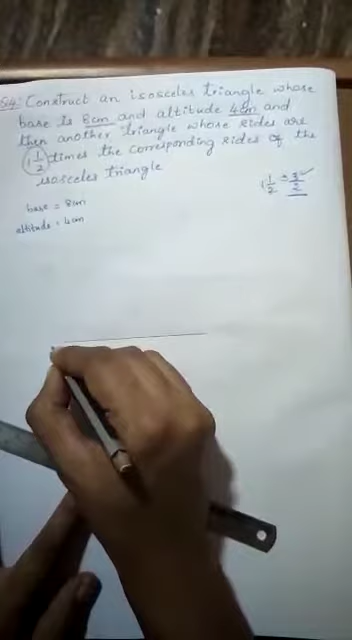 Q4: Construct an isosceles triangle whose
base is 8cm and altitude 4cm and
then another triangle whose sides are
1 1/2 times the corresponding sides of the
isosceles triangle
1 1/2 = 3/2
base = 8cm
altitude = 4cm